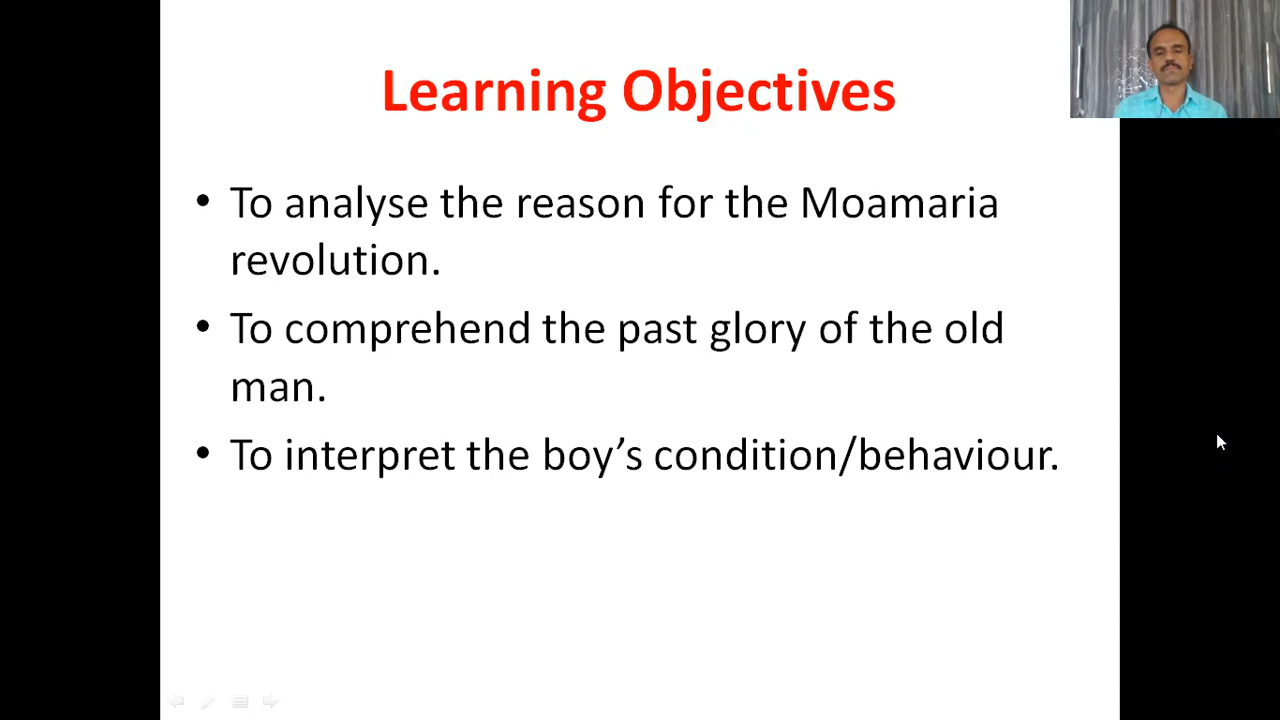 Learning Objectives
• To analyse the reason for the Moamaria
revolution.
• To comprehend the past glory of the old
man.
• To interpret the boy’s condition/behaviour.